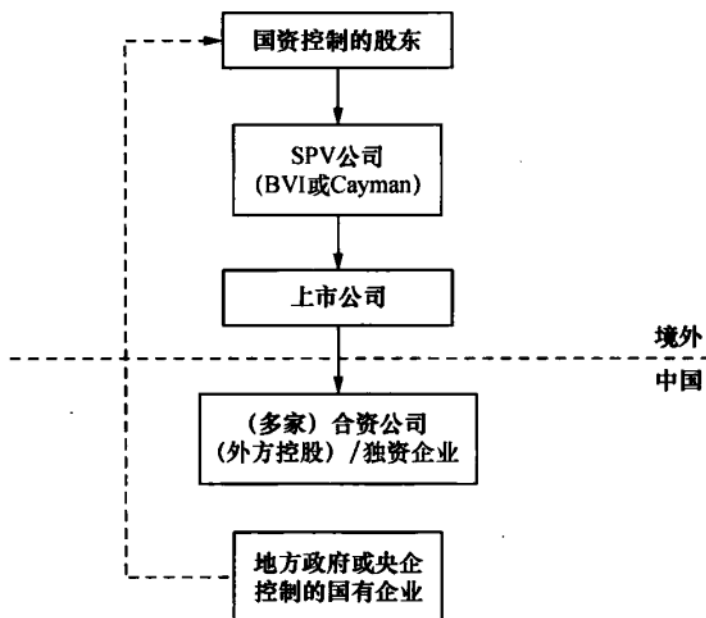 国资控制的股东
SPV公司
(BVI或Cayman)
上市公司
境外
中国
(多家)合资公司
(外方控股)/独资企业
地方政府或央企
控制的国有企业